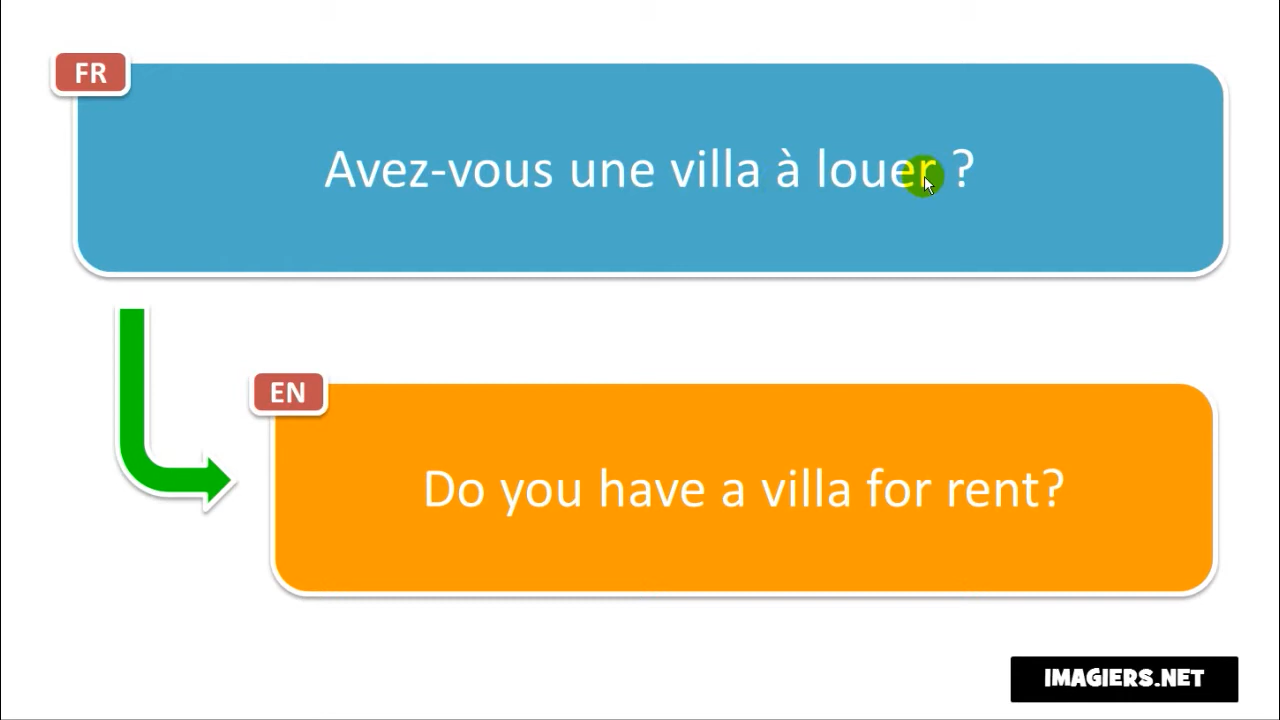 FR
Avez-vous une villa à louer ?
EN
Do you have a villa for rent?
IMAGIERS.NET